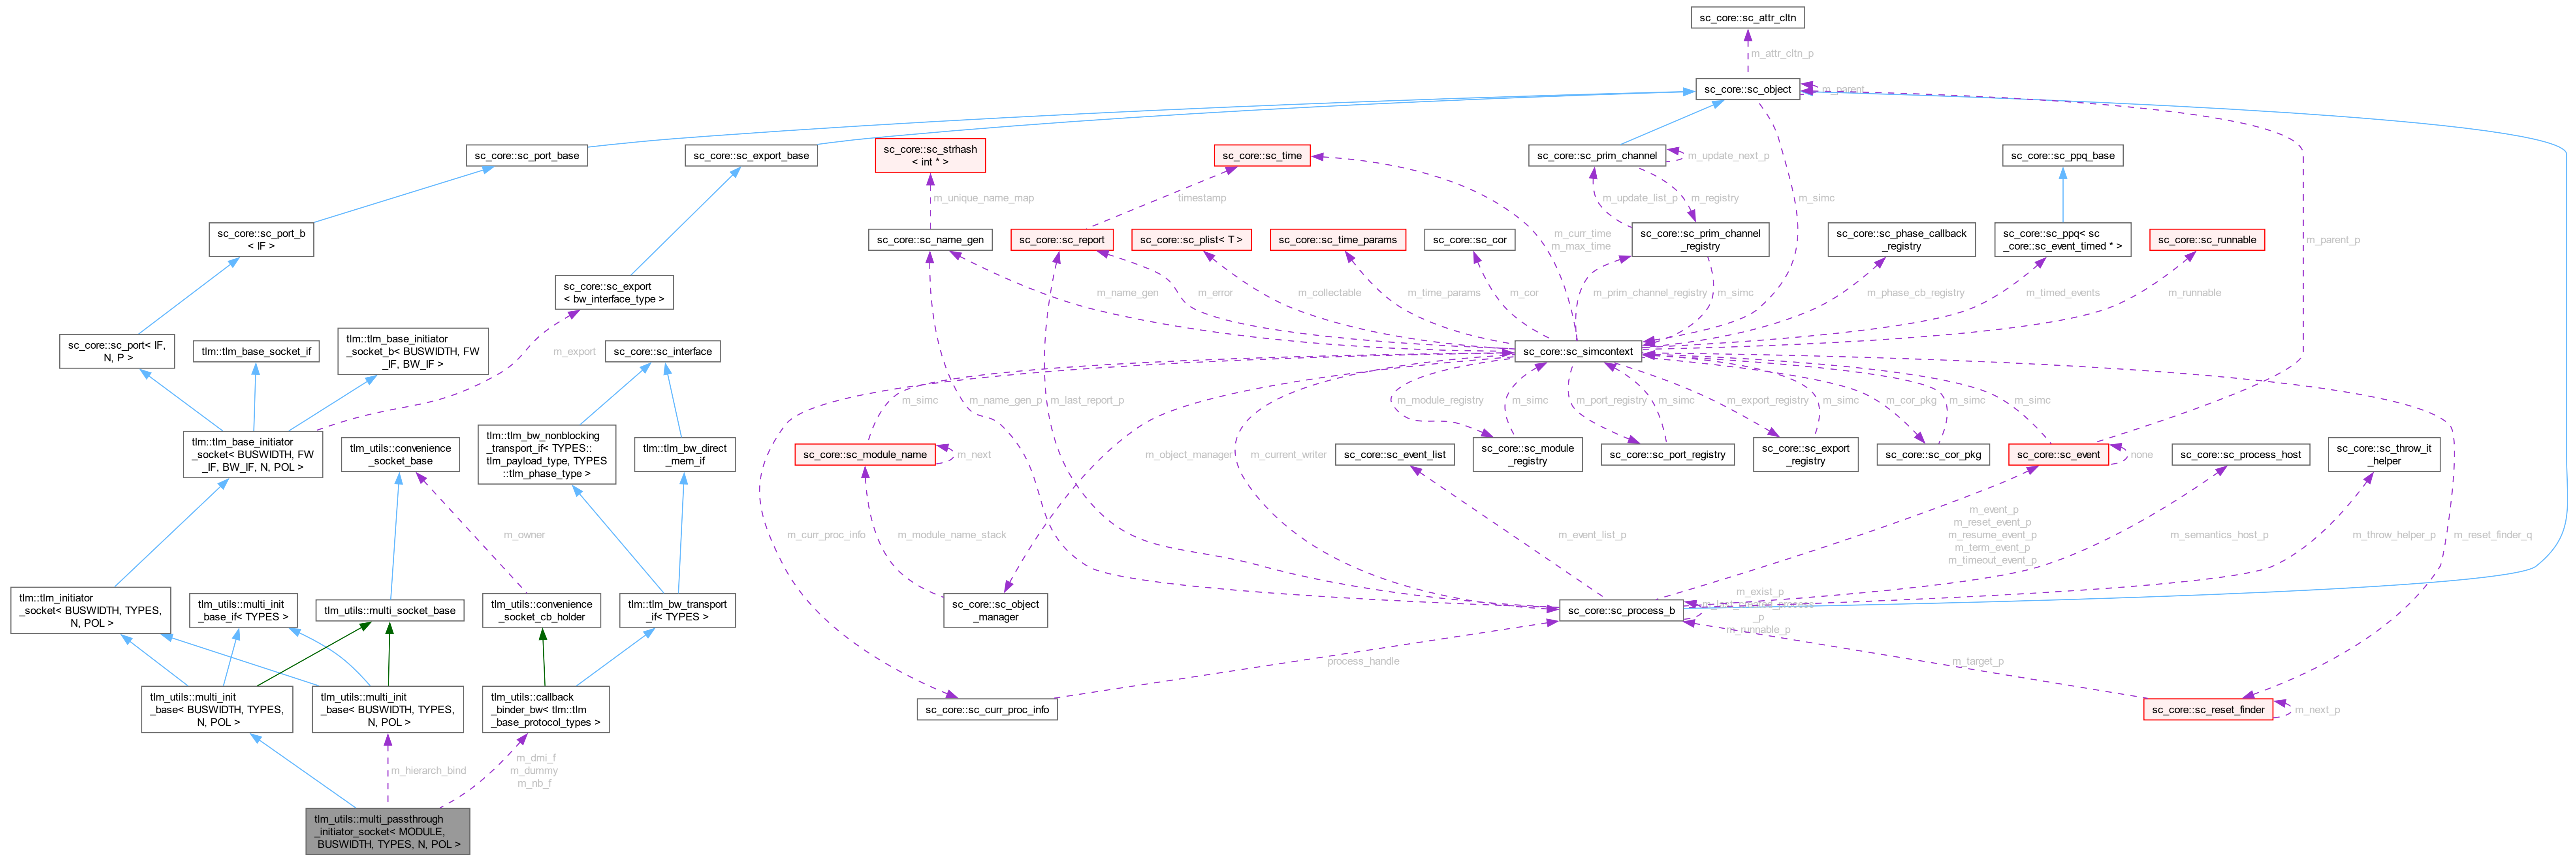 sc_core::sc_attr_cltn
m_attr_cltn_p
sc_core::sc_object
m_parent
sc_core::sc_port_base
sc_core::sc_export_base
sc_core::sc_strhash
< int * >
sc_core::sc_time
sc_core::sc_prim_channel
m_update_next_p
sc_core::sc_ppq_base
m_unique_name_map
timestamp
m_update_list_p
m_registry
m_simc
sc_core::sc_port_b
< IF >
sc_core::sc_name_gen
sc_core::sc_report
sc_core::sc_plist< T >
sc_core::sc_time_params
sc_core::sc_cor
m_curr_time
m_max_time
sc_core::sc_prim_channel
_registry
sc_core::sc_phase_callback
_registry
sc_core::sc_ppq< sc
_core::sc_event_timed * >
sc_core::sc_runnable
m_parent_p
sc_core::sc_export
< bw_interface_type >
m_name_gen
m_error
m_collectable
m_time_params
m_cor
m_prim_channel_registry
m_simc
m_phase_cb_registry
m_timed_events
m_runnable
sc_core::sc_port< IF,
N, P >
tlm::tlm_base_socket_if
tlm::tlm_base_initiator
_socket_b< BUSWIDTH, FW
_IF, BW_IF >
m_export
sc_core::sc_interface
sc_core::sc_simcontext
m_simc
m_name_gen_p
m_last_report_p
m_module_registry
m_simc
m_port_registry
m_simc
m_export_registry
m_simc
m_cor_pkg
m_simc
m_simc
tlm::tlm_base_initiator
_socket< BUSWIDTH, FW
_IF, BW_IF, N, POL >
tlm_utils::convenience
_socket_base
tlm::tlm_bw_nonblocking
_transport_if< TYPES::
tlm_payload_type, TYPES
::tlm_phase_type >
tlm::tlm_bw_direct
_mem_if
sc_core::sc_module_name
m_next
m_object_manager
m_current_writer
sc_core::sc_event_list
sc_core::sc_module
_registry
sc_core::sc_port_registry
sc_core::sc_export
_registry
sc_core::sc_cor_pkg
sc_core::sc_event
none
sc_core::sc_process_host
sc_core::sc_throw_it
_helper
m_owner
m_curr_proc_info
m_module_name_stack
m_event_list_p
m_event_p
m_reset_event_p
m_resume_event_p
m_term_event_p
m_timeout_event_p
m_semantics_host_p
m_throw_helper_p
m_reset_finder_q
tlm::tlm_initiator
_socket< BUSWIDTH, TYPES,
N, POL >
tlm_utils::multi_init
_base_if< TYPES >
tlm_utils::multi_socket_base
tlm_utils::convenience
_socket_cb_holder
tlm::tlm_bw_transport
_if< TYPES >
sc_core::sc_object
_manager
sc_core::sc_process_b
m_exist_p
_p
m_runnable_p
process_handle
m_target_p
tlm_utils::multi_init
_base< BUSWIDTH, TYPES,
N, POL >
tlm_utils::multi_init
_base< BUSWIDTH, TYPES,
N, POL >
tlm_utils::callback
_binder_bw< tlm::tlm
_base_protocol_types >
sc_core::sc_curr_proc_info
sc_core::sc_reset_finder
m_next_p
m_hierarch_bind
m_dmi_f
m_dummy
m_nb_f
tlm_utils::multi_passthrough
_initiator_socket< MODULE,
BUSWIDTH, TYPES, N, POL >